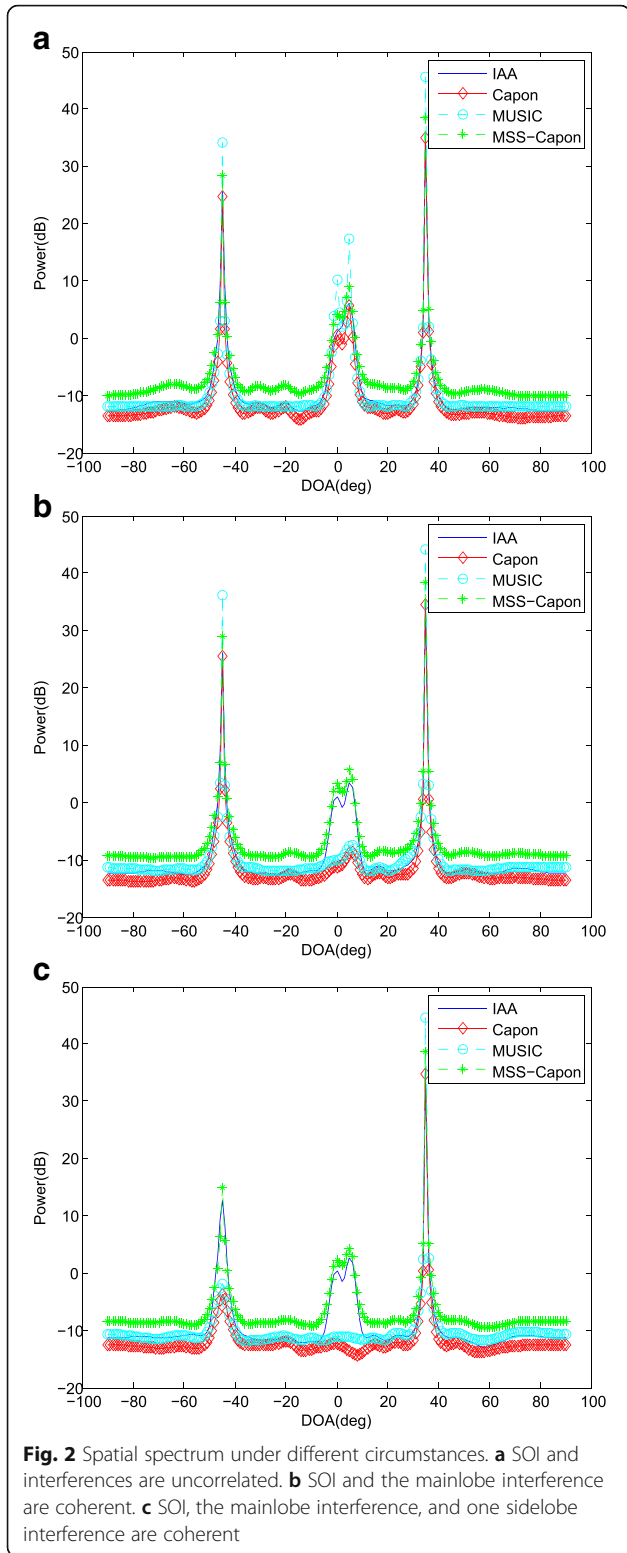 a
50
40
30
20
10
0
−10
−20
Power(dB)
IAA
Capon
MUSIC
MSS−Capon
−100 −80 −60 −40 −20 0 20 40 60 80 100
DOA(deg)
b
50
40
30
20
10
0
−10
−20
Power(dB)
IAA
Capon
MUSIC
MSS−Capon
−100 −80 −60 −40 −20 0 20 40 60 80 100
DOA(deg)
c
50
40
30
20
10
0
−10
−20
Power(dB)
IAA
Capon
MUSIC
MSS−Capon
−100 −80 −60 −40 −20 0 20 40 60 80 100
DOA(deg)
Fig. 2 Spatial spectrum under different circumstances. a SOI and
interferences are uncorrelated. b SOI and the mainlobe interference
are coherent. c SOI, the mainlobe interference, and one sidelobe
interference are coherent